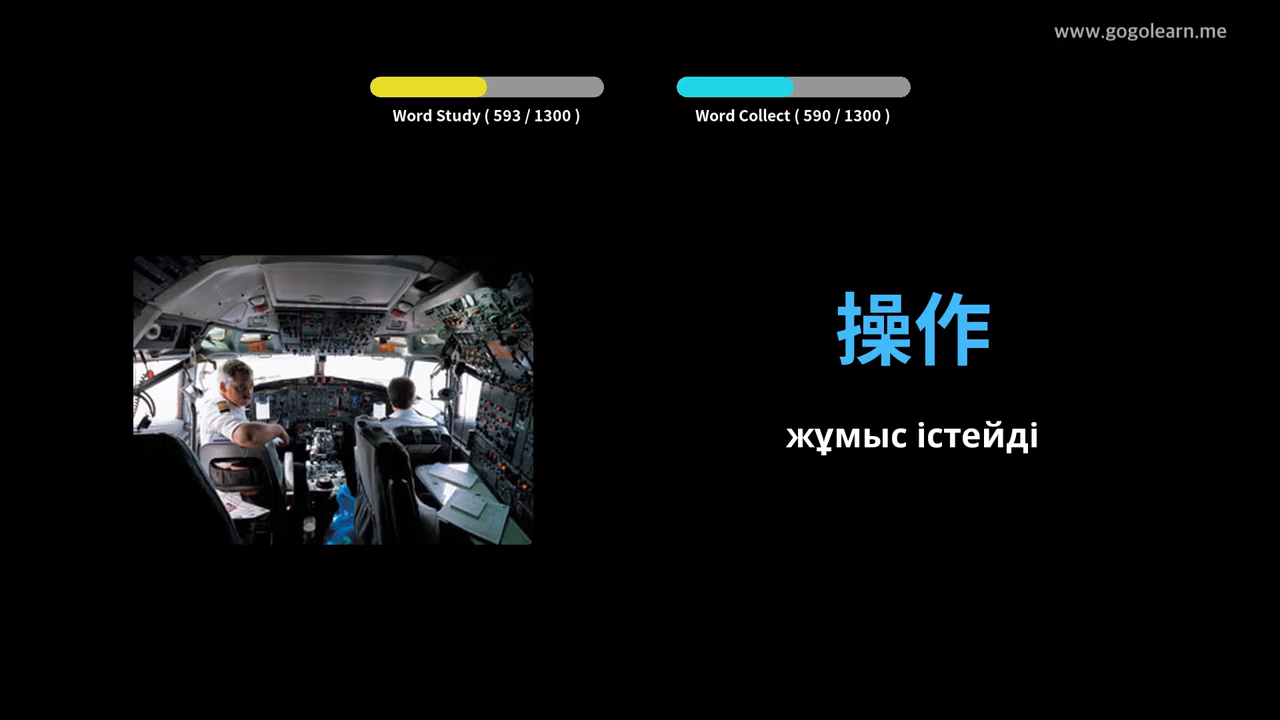 www.gogolearn.me
Word Study ( 593 / 1300 )
Word Collect ( 590 / 1300 )
操作
жұмыс істейді